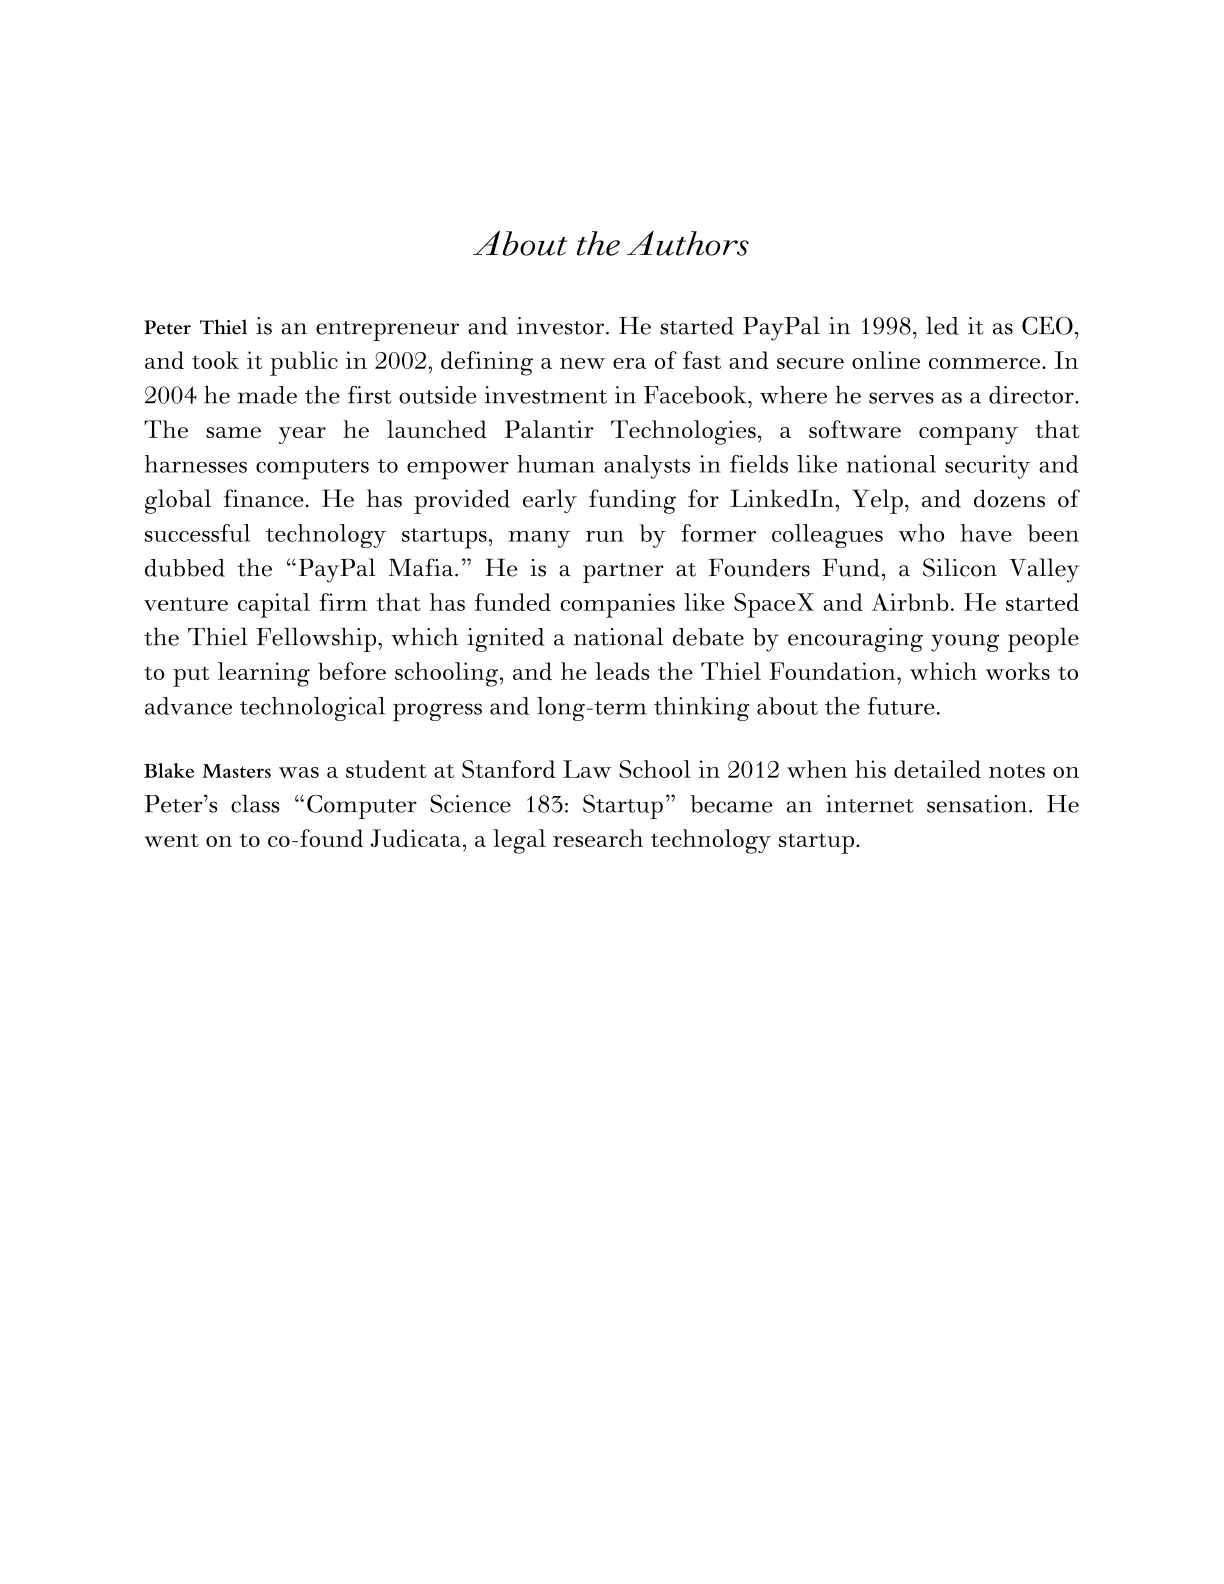 About the Authors
Peter Thiel is an entrepreneur and investor. He started PayPal in 1998, led it as CEO,
and took it public in 2002, defining a new era of fast and secure online commerce. In
2004 he made the first outside investment in Facebook, where he serves as a director.
The same year he launched Palantir Technologies, a software company that
harnesses computers to empower human analysts in fields like national security and
global finance. He has provided early funding for LinkedIn, Yelp, and dozens of
successful technology startups, many run by former colleagues who have been
dubbed the “PayPal Mafia.” He is a partner at Founders Fund, a Silicon Valley
venture capital firm that has funded companies like SpaceX and Airbnb. He started
the Thiel Fellowship, which ignited a national debate by encouraging young people
to put learning before schooling, and he leads the Thiel Foundation, which works to
advance technological progress and long-term thinking about the future.
Blake Masters was a student at Stanford Law School in 2012 when his detailed notes on
Peter’s class “Computer Science 183: Startup” became an internet sensation. He
went on to co-found Judicata, a legal research technology startup.